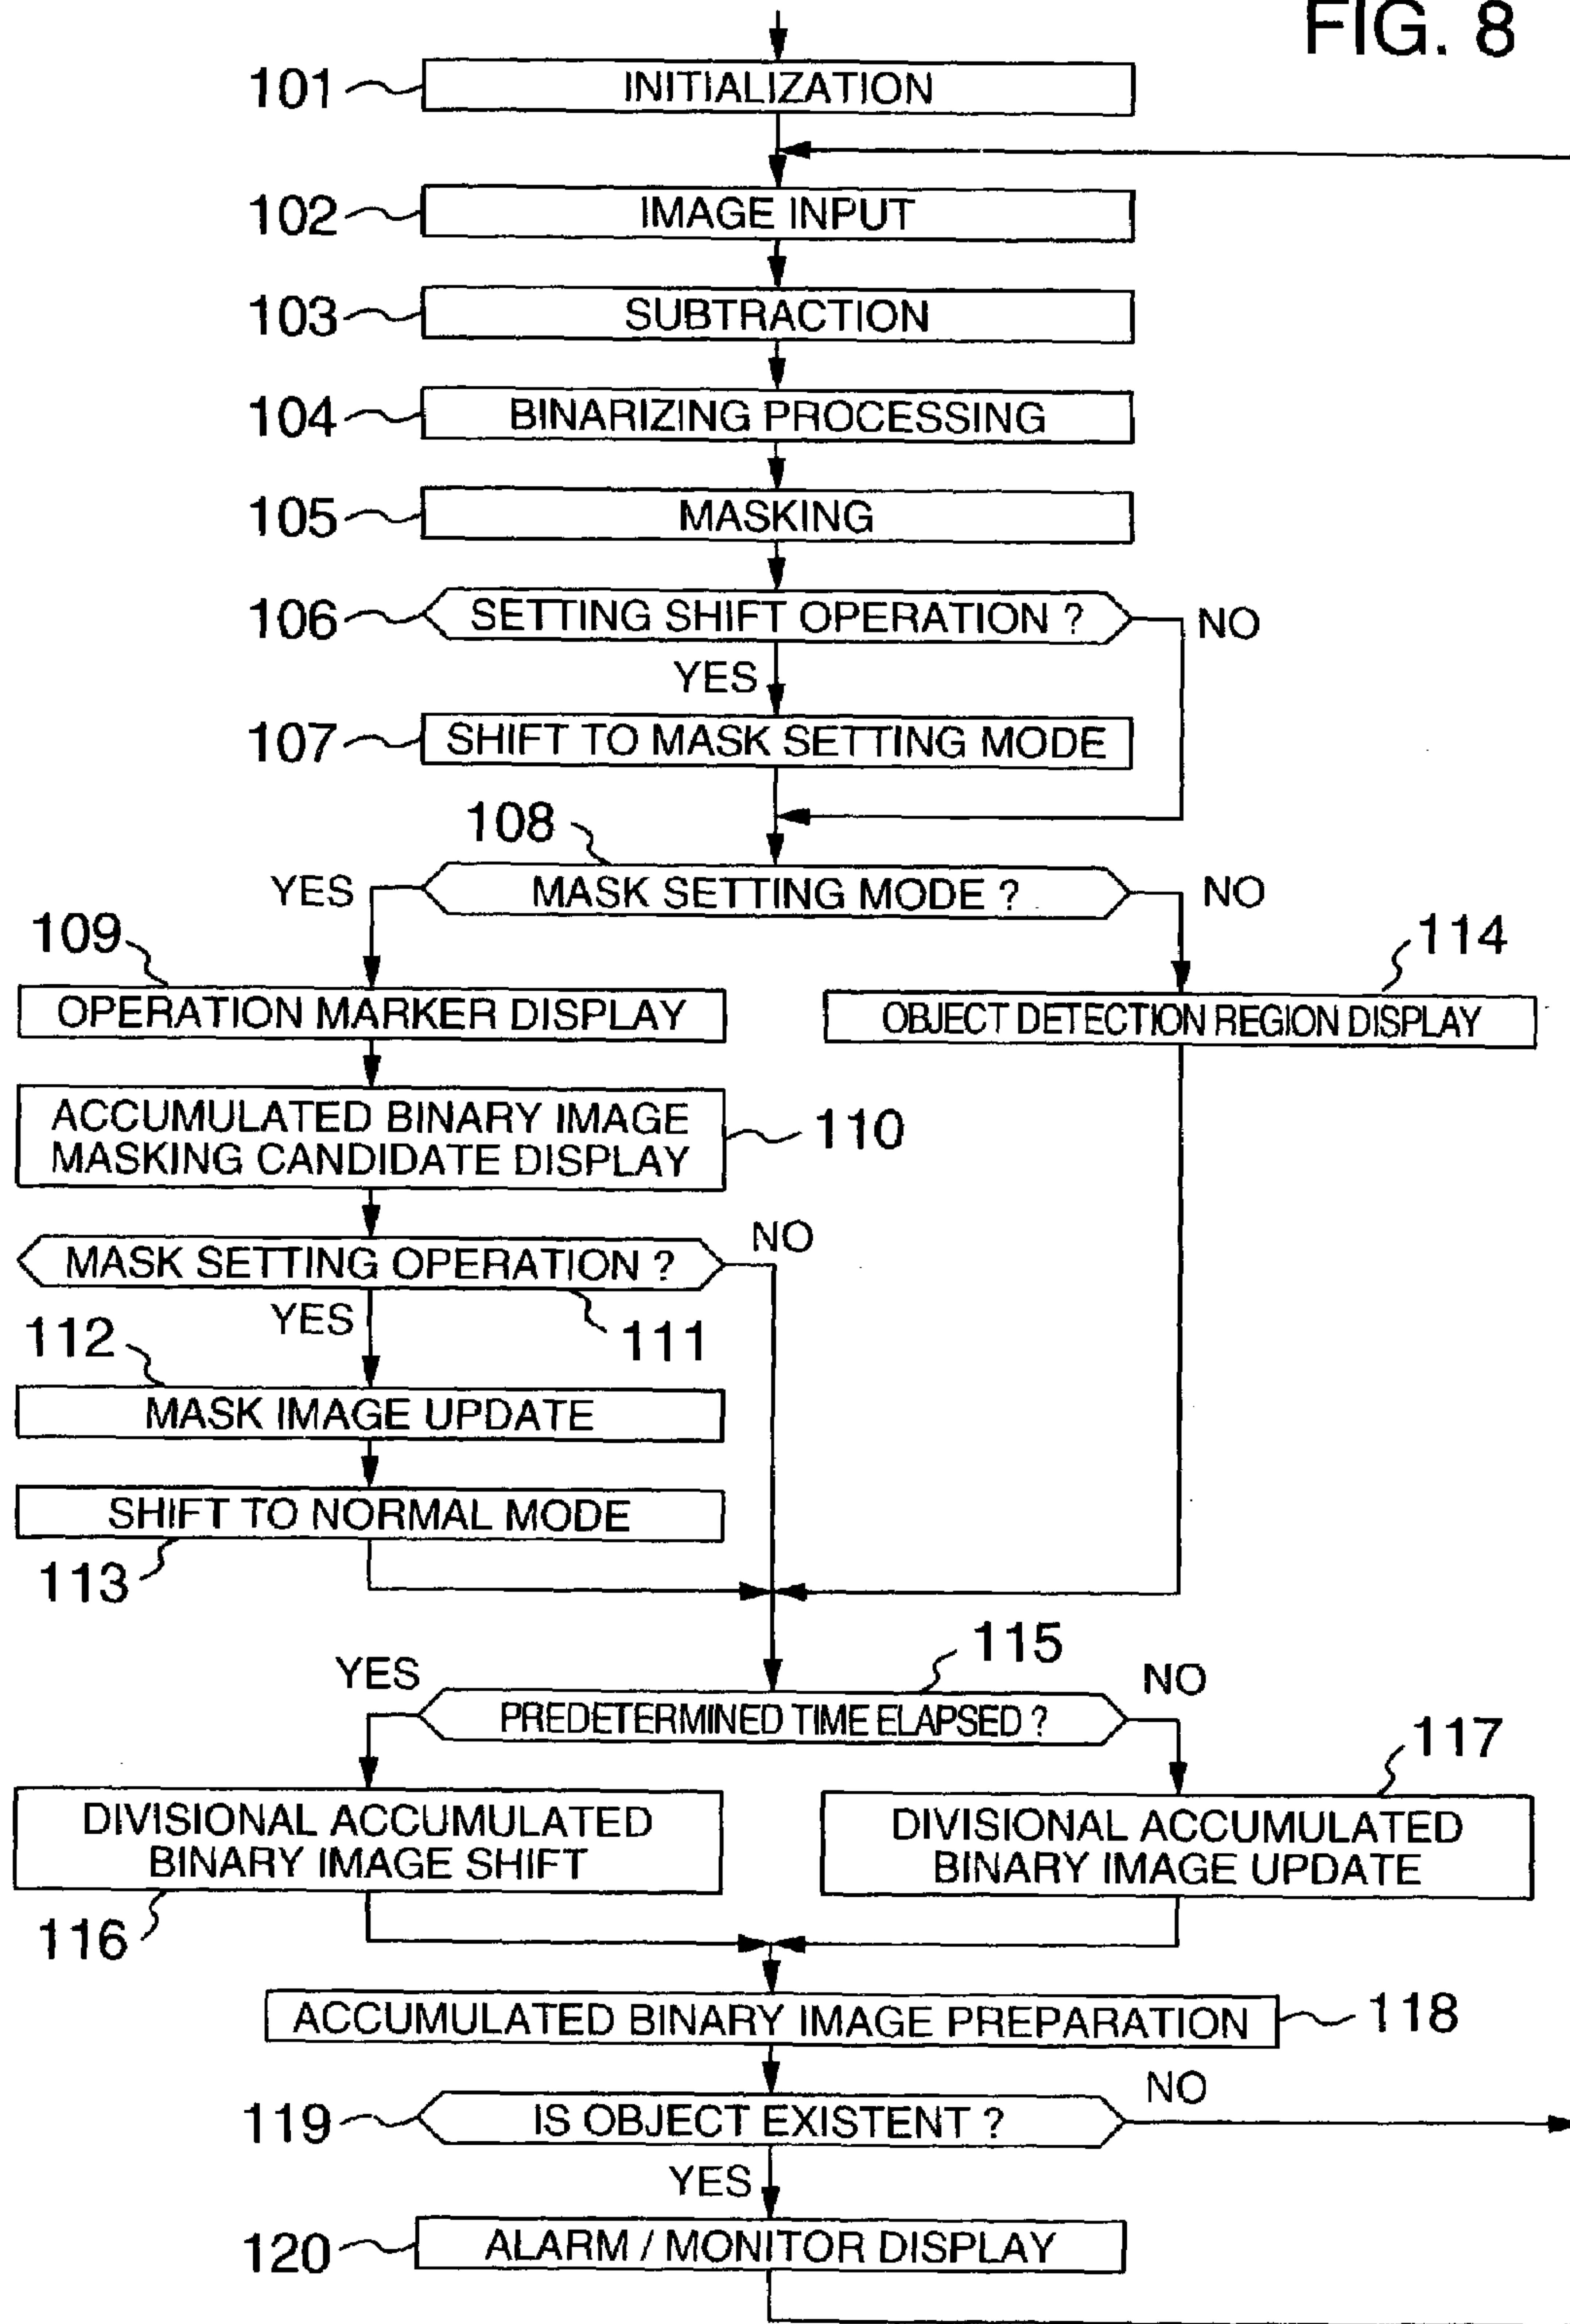 FIG. 8
101
INITIALIZATION
102
IMAGE INPUT
103
SUBTRACTION
104
BINARIZING PROCESSING
105
MASKING
106
SETTING SHIFT OPERATION ?
NO
YES
107
SHIFT TO MASK SETTING MODE
108
YES
MASK SETTING MODE ?
NO
109
114
OPERATION MARKER DISPLAY
OBJECT DETECTION REGION DISPLAY
ACCUMULATED BINARY IMAGE
MASKING CANDIDATE DISPLAY
110
MASK SETTING OPERATION ?
NO
YES
111
112
MASK IMAGE UPDATE
SHIFT TO NORMAL MODE
113
115
YES
PREDETERMINED TIME ELAPSED ?
NO
117
DIVISIONAL ACCUMULATED
BINARY IMAGE SHIFT
DIVISIONAL ACCUMULATED
BINARY IMAGE UPDATE
116
ACCUMULATED BINARY IMAGE PREPARATION
118
119
IS OBJECT EXISTENT ?
NO
YES
120
ALARM / MONITOR DISPLAY